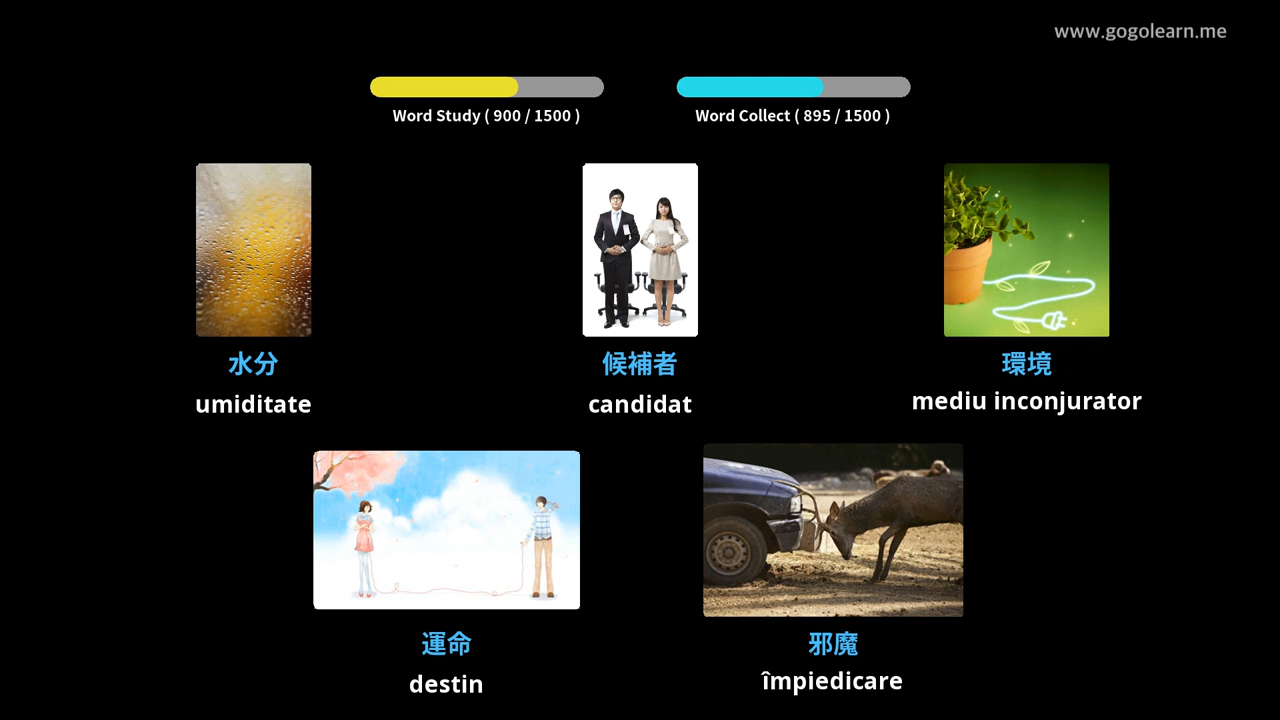 www.gogolearn.me
Word Study ( 900 / 1500 )
Word Collect ( 895 / 1500 )
水分
umiditate
候補者
candidat
環境
mediu inconjurator
運命
destin
邪魔
împiedicare